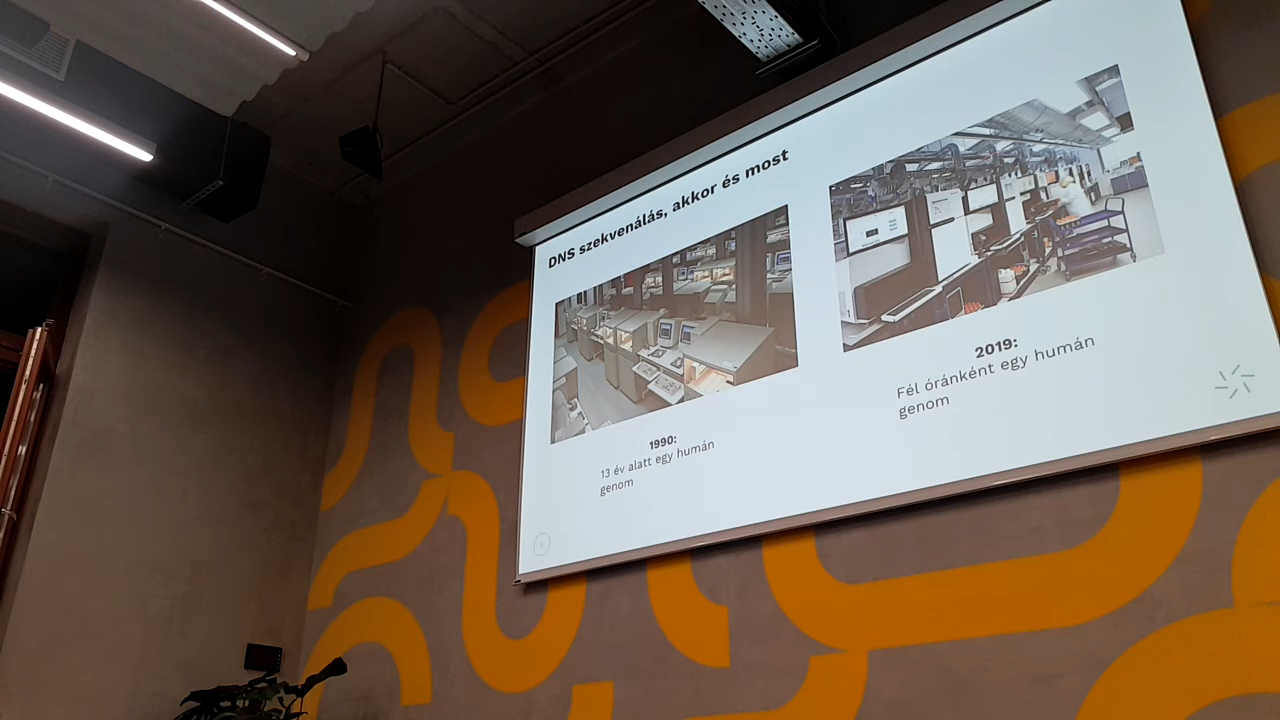 DNS szekvenálás, akkor és most
1990:
13 év alatt egy humán
genom
2019:
Fél óránként egy humán
genom